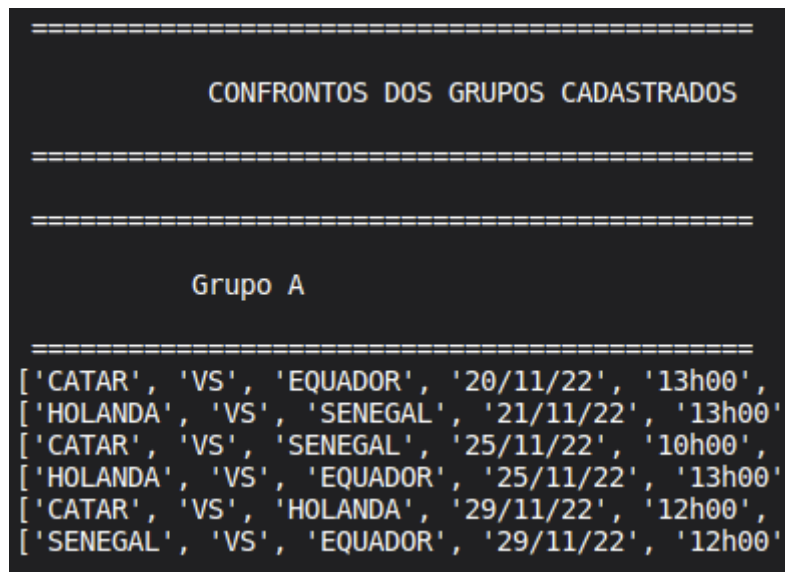 =============================================
CONFRONTOS DOS GRUPOS CADASTRADOS
=============================================
=============================================
Grupo A
=============================================
['CATAR', 'VS', 'EQUADOR', '20/11/22', '13h00',
['HOLANDA', 'VS', 'SENEGAL', '21/11/22', '13h00'
['CATAR', 'VS', 'SENEGAL', '25/11/22', '10h00',
['HOLANDA', 'VS', 'EQUADOR', '25/11/22', '13h00'
['CATAR', 'VS', 'HOLANDA', '29/11/22', '12h00',
['SENEGAL', 'VS', 'EQUADOR', '29/11/22', '12h00'